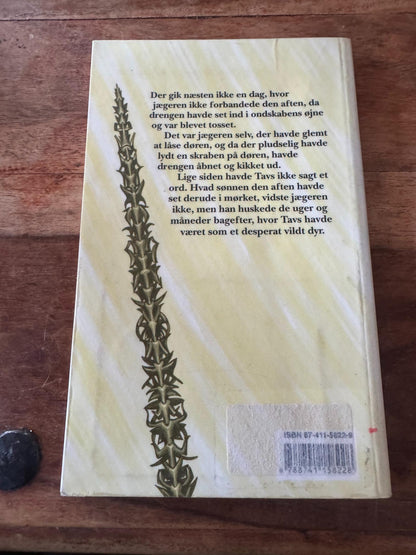 Der gik næsten ikke en dag, hvor
jægeren ikke forbandede den aften, da
drengen havde set ind i ondskabens øjne
og var blevet tosset.
Det var jægeren selv, der havde glemt
at låse døren, og da der pludselig havde
lydt en skraben på døren, havde
drengen åbnet og kikket ud.
Lige siden havde Tavs ikke sagt et
ord. Hvad sønnen den aften havde
set derude i mørket, vidste jægeren
ikke, men han huskede de uger og
måneder bagefter, hvor Tavs havde
været som et desperat vildt dyr.
ISBN 87-411-5822-9
9 788741 158228